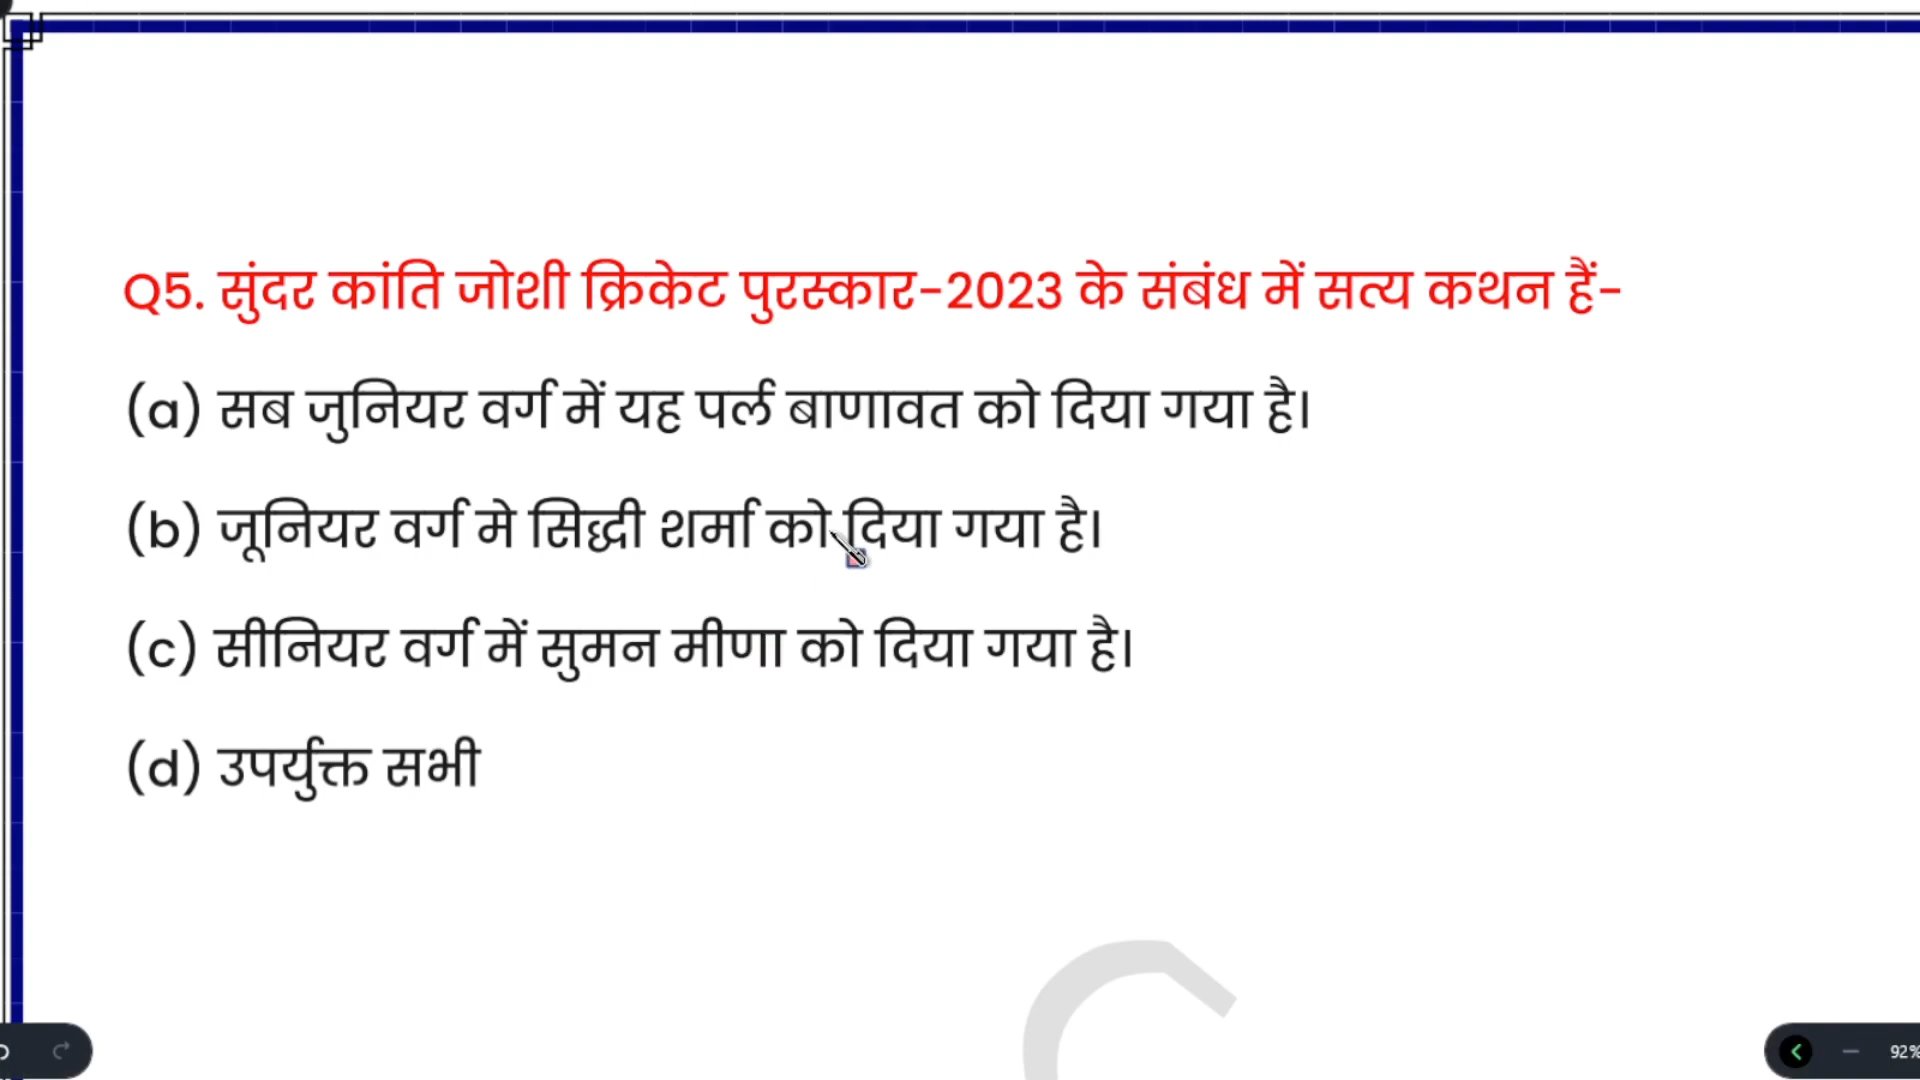 Q5. सुंदर कांति जोशी क्रिकेट पुरस्कार-2023 के संबंध में सत्य कथन हैं-
(a) सब जुनियर वर्ग में यह पर्ल बाणावत को दिया गया है।
(b) जूनियर वर्ग मे सिद्धी शर्मा को दिया गया है।
(c) सीनियर वर्ग में सुमन मीणा को दिया गया है।
(d) उपर्युक्त सभी
92%